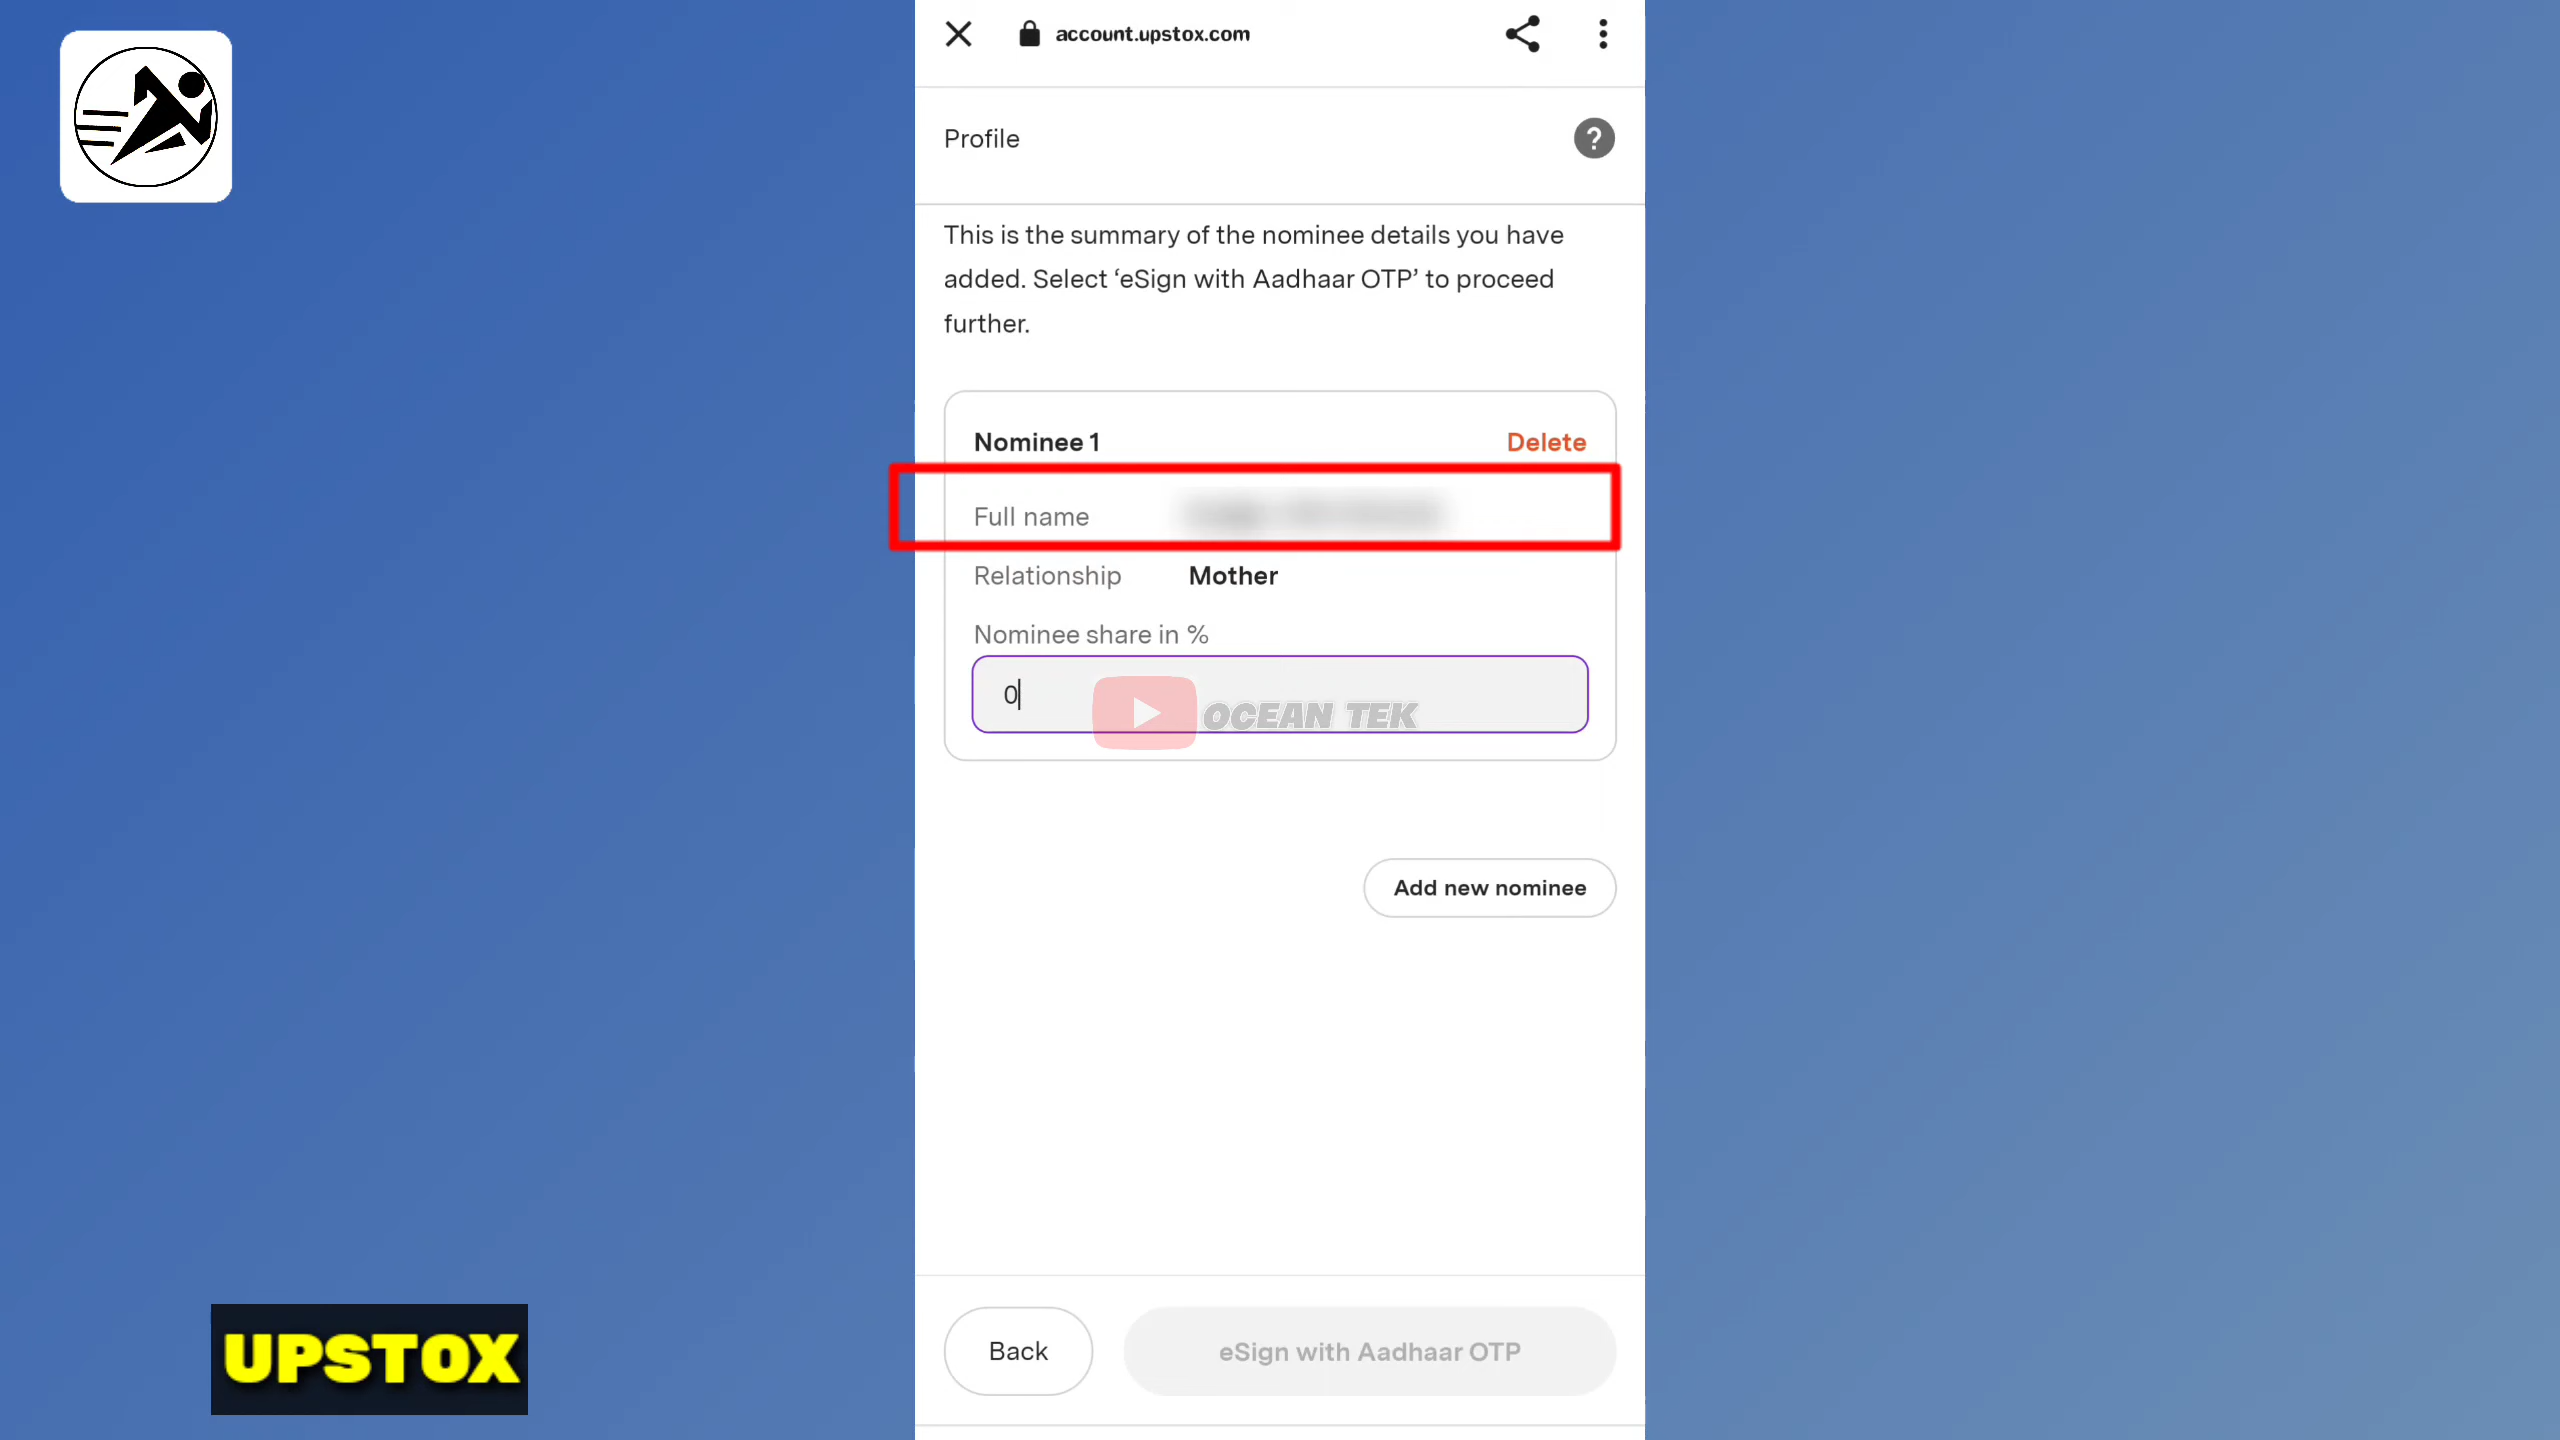 account.upstox.com
Profile
?
This is the summary of the nominee details you have
added. Select ‘eSign with Aadhaar OTP’ to proceed
further.
Nominee 1 Delete
Full name
Relationship Mother
Nominee share in %
0
OCEAN TEK
Add new nominee
Back eSign with Aadhaar OTP
UPSTOX